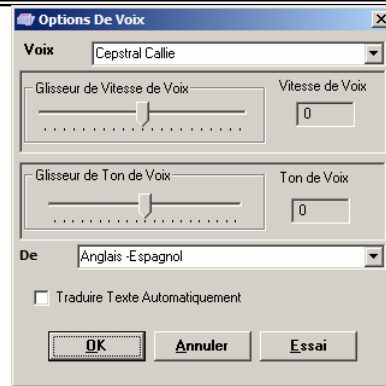 Options De Voix
Voix Cepstral Callie
Glisseur de Vitesse de Voix Vitesse de Voix
0
Glisseur de Ton de Voix Ton de Voix
0
De Anglais -Espagnol
Traduire Texte Automatiquement
OK Annuler Essai